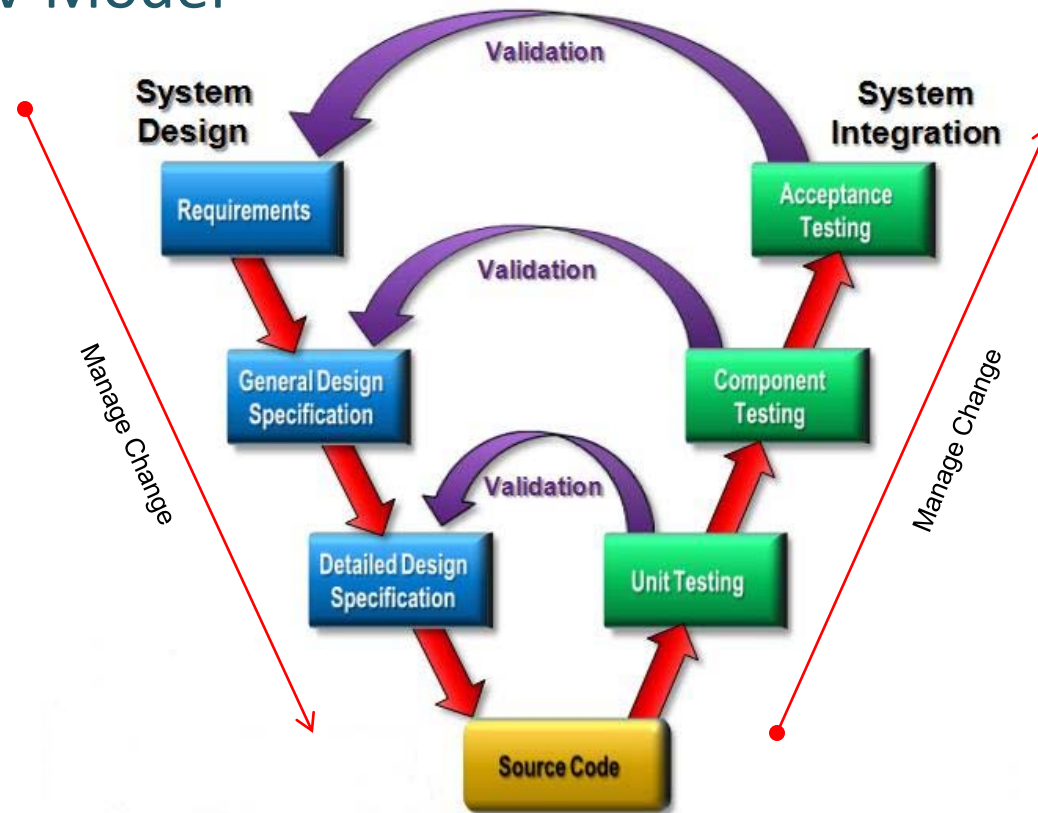 V-Model
Validation
System
Design
System
Integration
Requirements
Acceptance
Testing
Validation
Manage Change
General Design
Specification
Component
Testing
Manage Change
Validation
Detailed Design
Specification
Unit Testing
Source Code